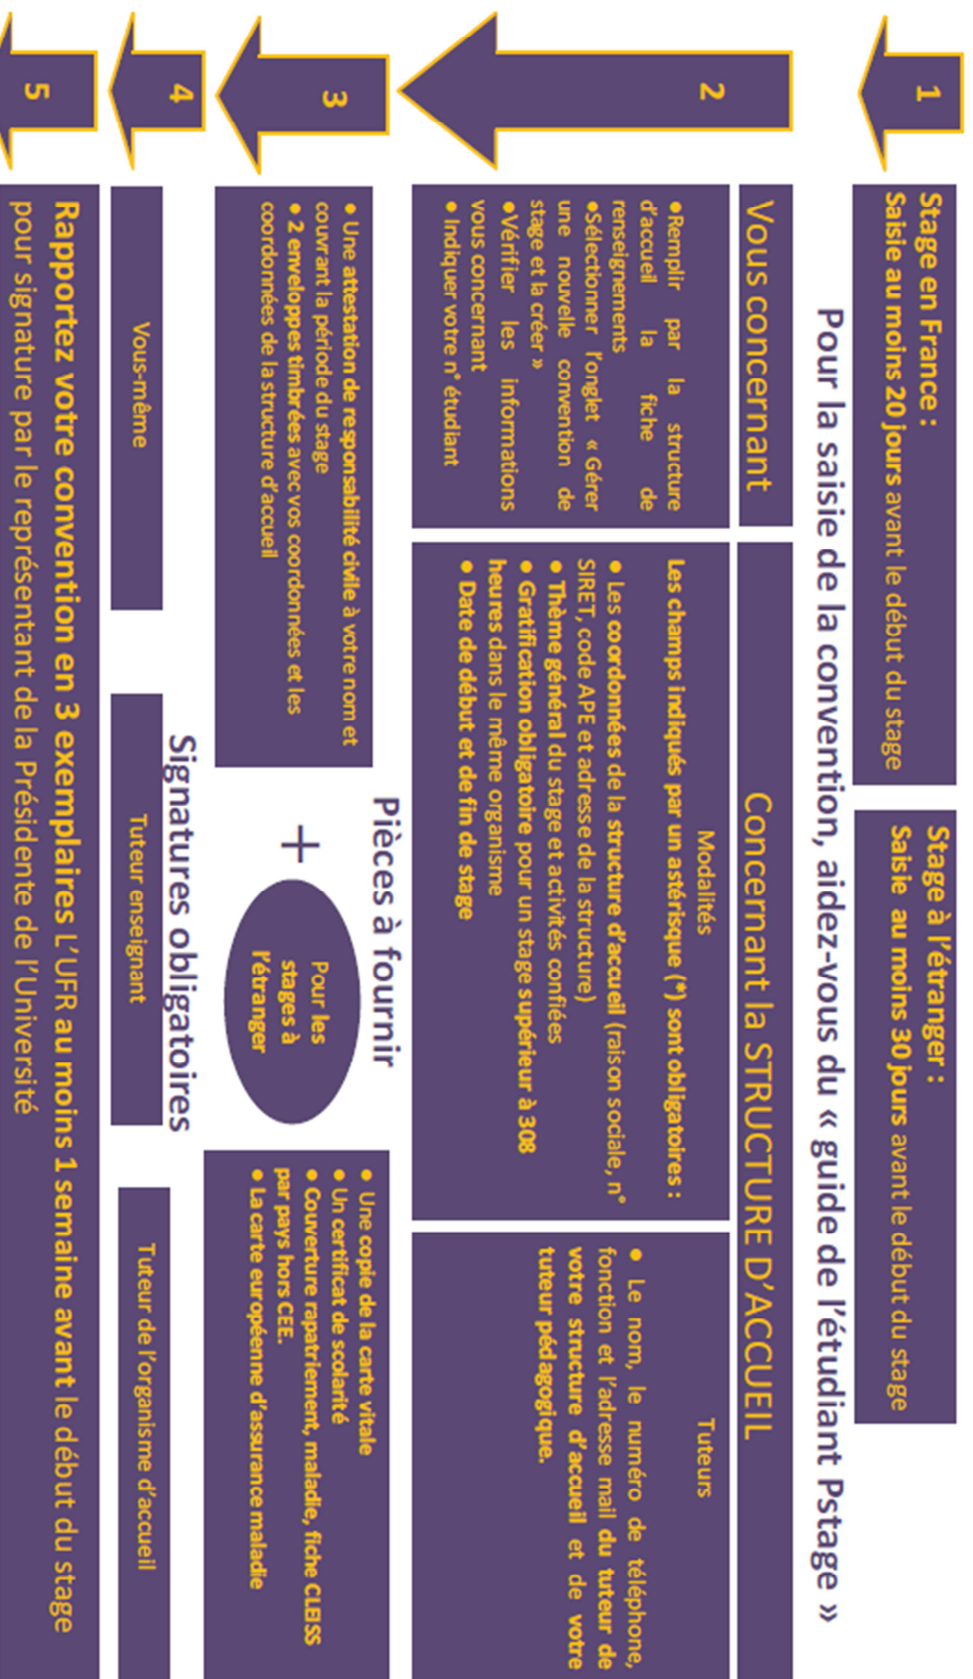 1
Stage en France :
Saisie au moins 20 jours avant le début du stage
Stage à l'étranger :
Saisie au moins 30 jours avant le début du stage
Pour la saisie de la convention, aidez-vous du « guide de l'étudiant Pstage »
2
Vous concernant
●Remplir par la structure
d'accueil la fiche de
renseignements
●Sélectionner l'onglet « Gérer
une nouvelle convention de
stage et la créer »
●Vérifier les informations
vous concernant
● Indiquer votre n° étudiant
Concernant la STRUCTURE D'ACCUEIL
Modalités
Les champs indiqués par un astérisque (*) sont obligatoires :
● Les coordonnées de la structure d'accueil (raison sociale, n°
SIRET, code APE et adresse de la structure)
● Thème général du stage et activités confiées
● Gratification obligatoire pour un stage supérieur à 308
heures dans le même organisme
● Date de début et de fin de stage
Tuteurs
● Le nom, le numéro de téléphone,
fonction et l'adresse mail du tuteur de
votre structure d'accueil et de votre
tuteur pédagogique.
3
Pièces à fournir
● Une attestation de responsabilité civile à votre nom et
couvrant la période du stage
● 2 enveloppes timbrées avec vos coordonnées et les
coordonnées de la structure d'accueil
+
Pour les
stages à
l'étranger
● Une copie de la carte vitale
● Un certificat de scolarité
● Couverture rapatriement, maladie, fiche CLEISS
par pays hors CEE.
● La carte européenne d'assurance maladie
4
Signatures obligatoires
Vous-même
Tuteur enseignant
Tuteur de l'organisme d'accueil
5
Rapportez votre convention en 3 exemplaires L'UFR au moins 1 semaine avant le début du stage
pour signature par le représentant de la Présidente de l'Université